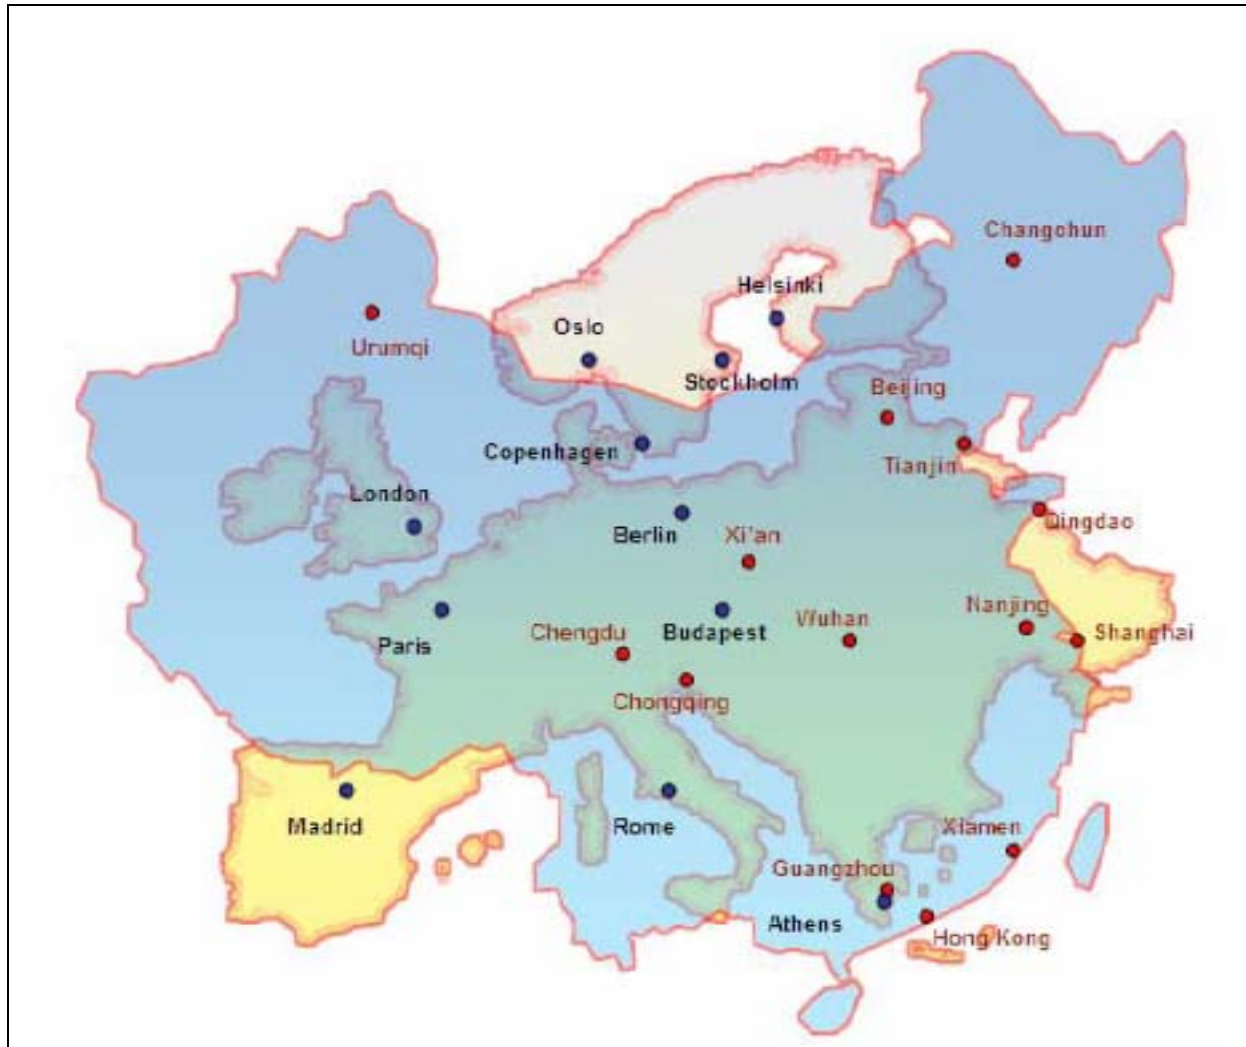 Changchun
Helsinki
Oslo
Urumqi
Stockholm
Beijing
Copenhagen
Tianjin
London
Qingdao
Berlin
Xi'an
Nanjing
Wuhan
Chengdu
Budapest
Shanghai
Paris
Chongqing
Madrid
Rome
Xiamen
Guangzhou
Athens
Hong Kong